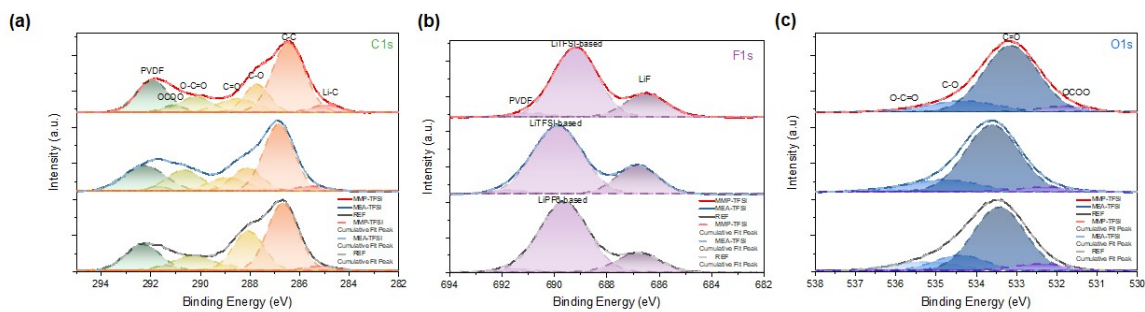 (a)
C1s
C-C
PVDF
O-C=O
OCOO
C=O
C-O
Li-C
MMP-TFSI
MEA-TFSI
REF
MMP-TFSI
Cumulative Fit Peak
MEA-TFSI
Cumulative Fit Peak
REF
Cumulative Fit Peak
Intensity (a.u.)
294 292 290 288 286 284 282
Binding Energy (eV)
(b)
F1s
LiTFSI-based
LiF
PVDF
LiTFSI-based
LiPF6-based
MMP-TFSI
MEA-TFSI
REF
MMP-TFSI
Cumulative Fit Peak
MEA-TFSI
Cumulative Fit Peak
REF
Cumulative Fit Peak
Intensity (a.u.)
694 692 690 688 686 684 682
Binding Energy (eV)
(c)
O1s
C=O
C-O
O-C=O
OCOO
MMP-TFSI
MEA-TFSI
REF
MMP-TFSI
Cumulative Fit Peak
MEA-TFSI
Cumulative Fit Peak
REF
Cumulative Fit Peak
Intensity (a.u)
538 537 536 535 534 533 532 531 530
Binding Energy (eV)